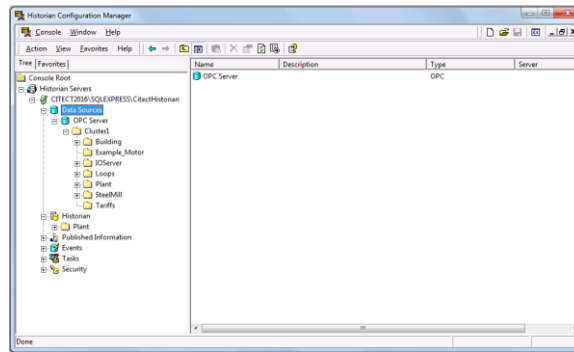 Historian Configuration Manager
Console Window Help
Action View Favorites Help
Tree Favorites
Name Description Type Server
Console Root
OPC Server OPC
Historian Servers
CITECT2016\SQLEXPRESS\CitectHistorian
Data Sources
OPC Server
Cluster1
Building
Example_Motor
IOServer
Loops
Plant
SteelMill
Tariffs
Historian
Plant
Published Information
Events
Tasks
Security
Done